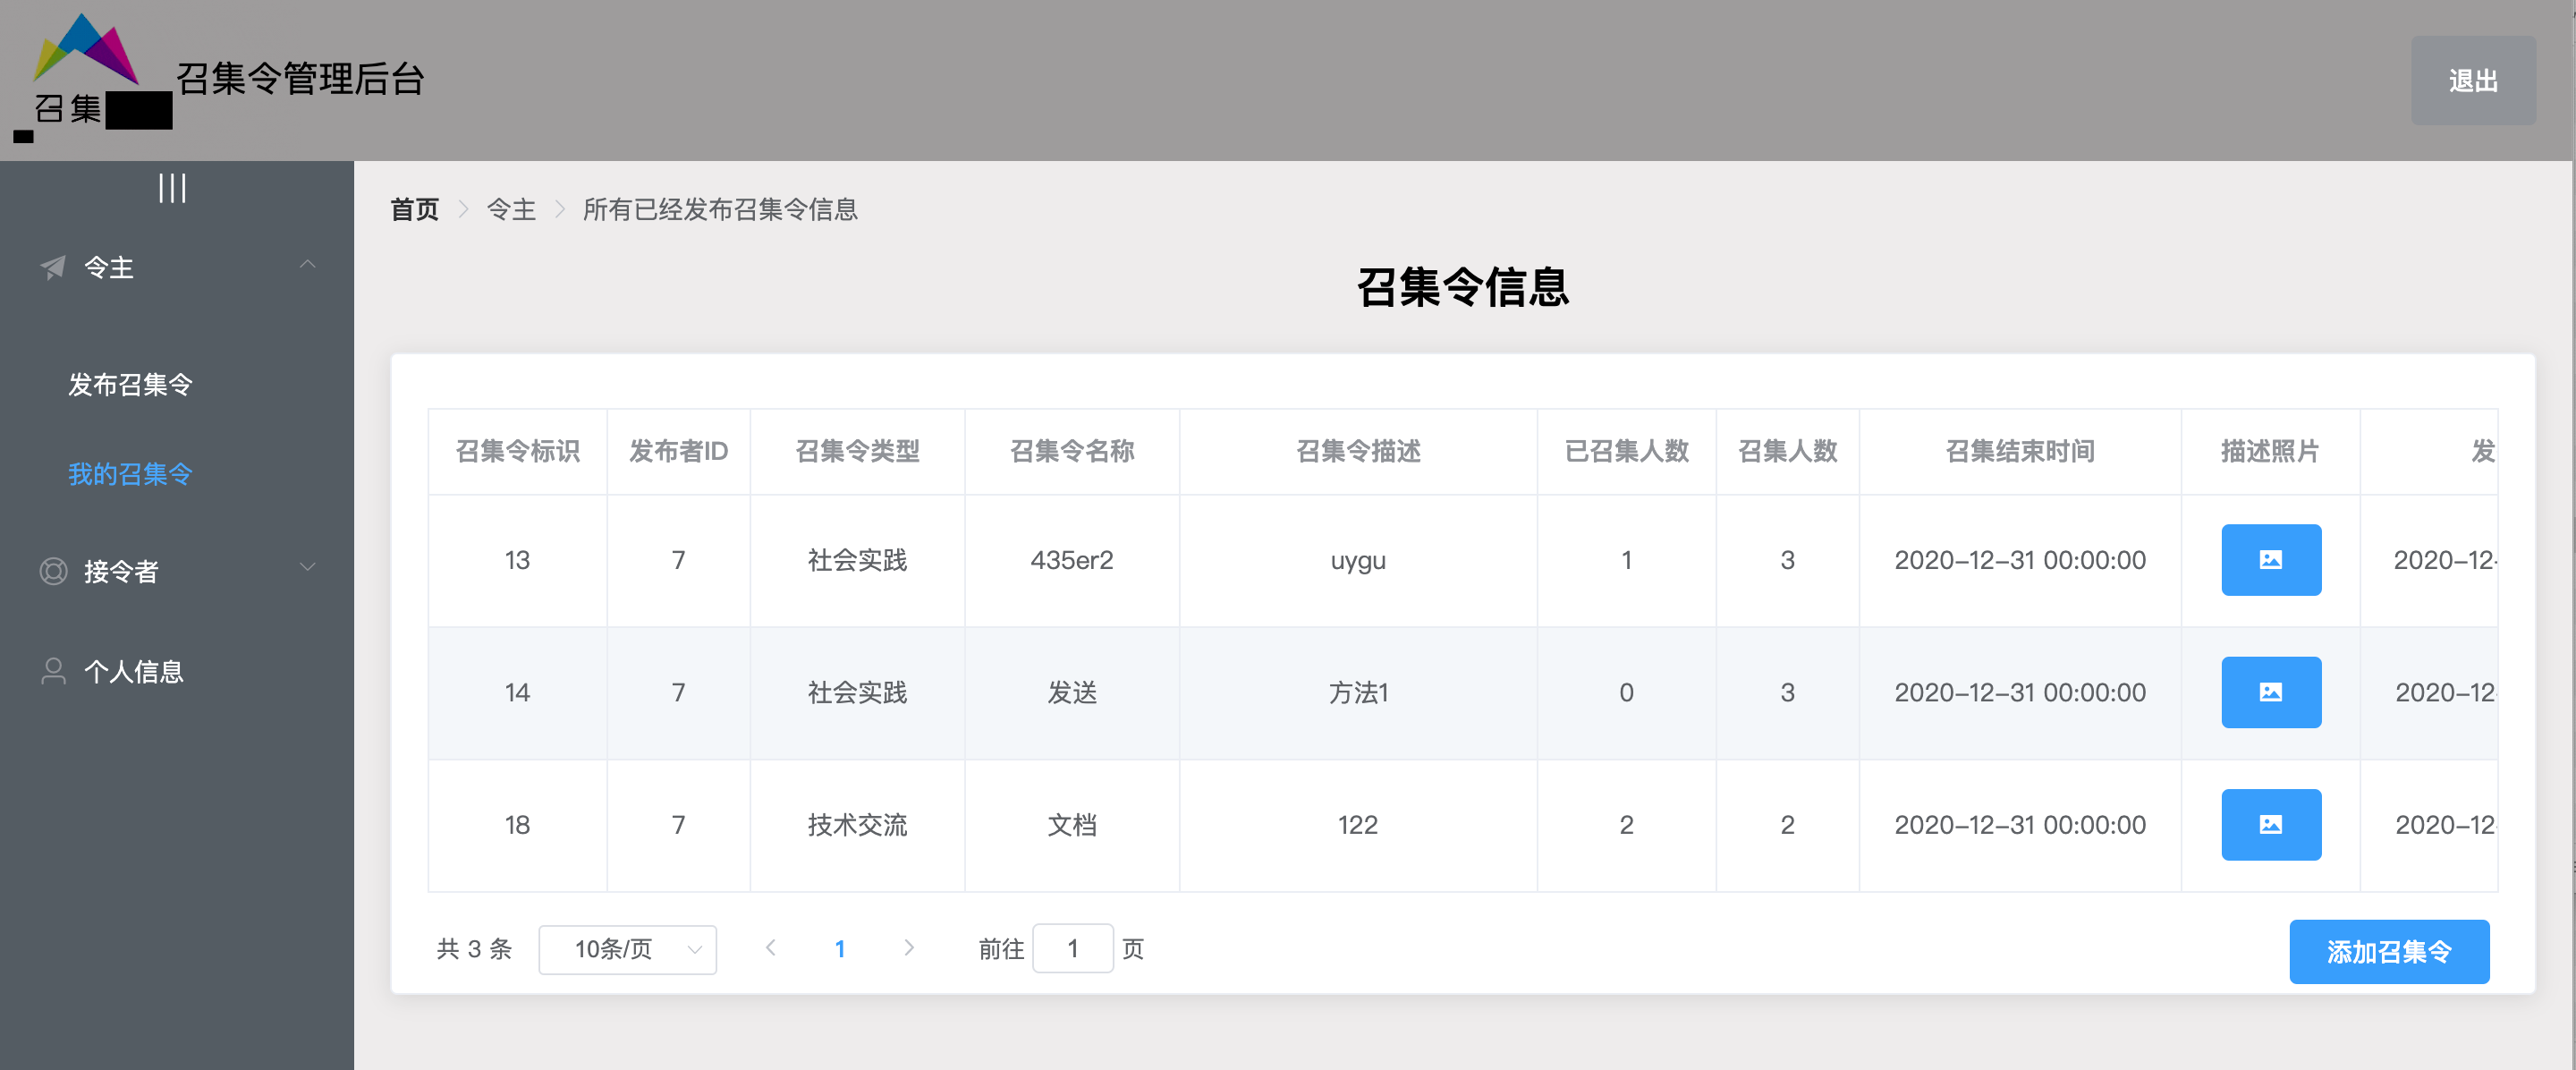 召集
召集令管理后台
退出
首页 令主 所有已经发布召集令信息
令主
发布召集令
我的召集令
接令者
个人信息
召集令信息
召集令标识 发布者ID 召集令类型 召集令名称 召集令描述 已召集人数 召集人数 召集结束时间 描述照片 发
13 7 社会实践 435er2 uygu 1 3 2020-12-31 00:00:00 2020-12-
14 7 社会实践 发送 方法1 0 3 2020-12-31 00:00:00 2020-12-
18 7 技术交流 文档 122 2 2 2020-12-31 00:00:00 2020-12-
共 3 条 10条/页 1 前往 1 页
添加召集令